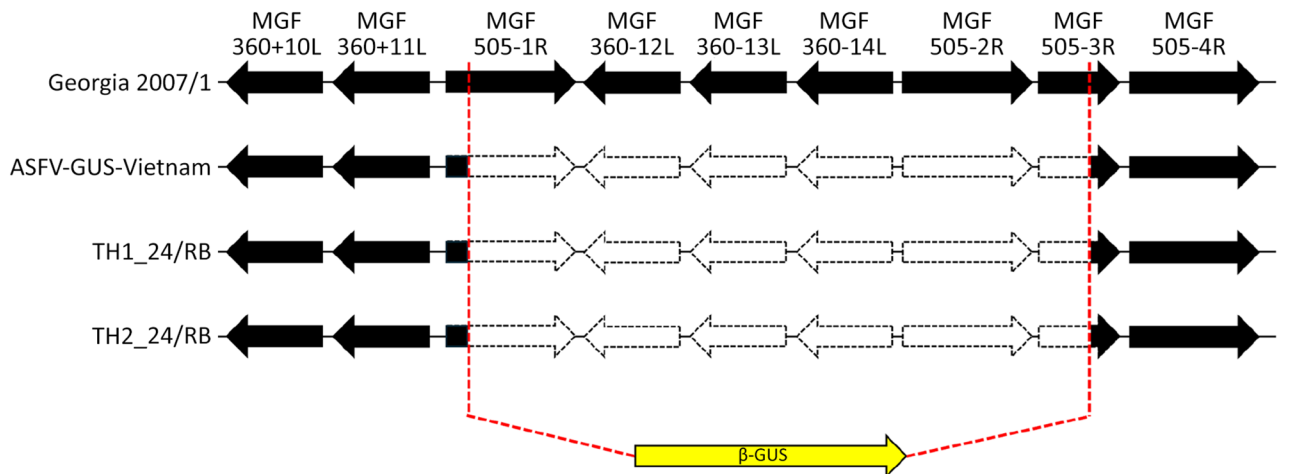 MGF MGF MGF MGF MGF MGF MGF MGF MGF
360+10L 360+11L 505-1R 360-12L 360-13L 360-14L 505-2R 505-3R 505-4R
Georgia 2007/1
ASFV-GUS-Vietnam
TH1_24/RB
TH2_24/RB
β-GUS